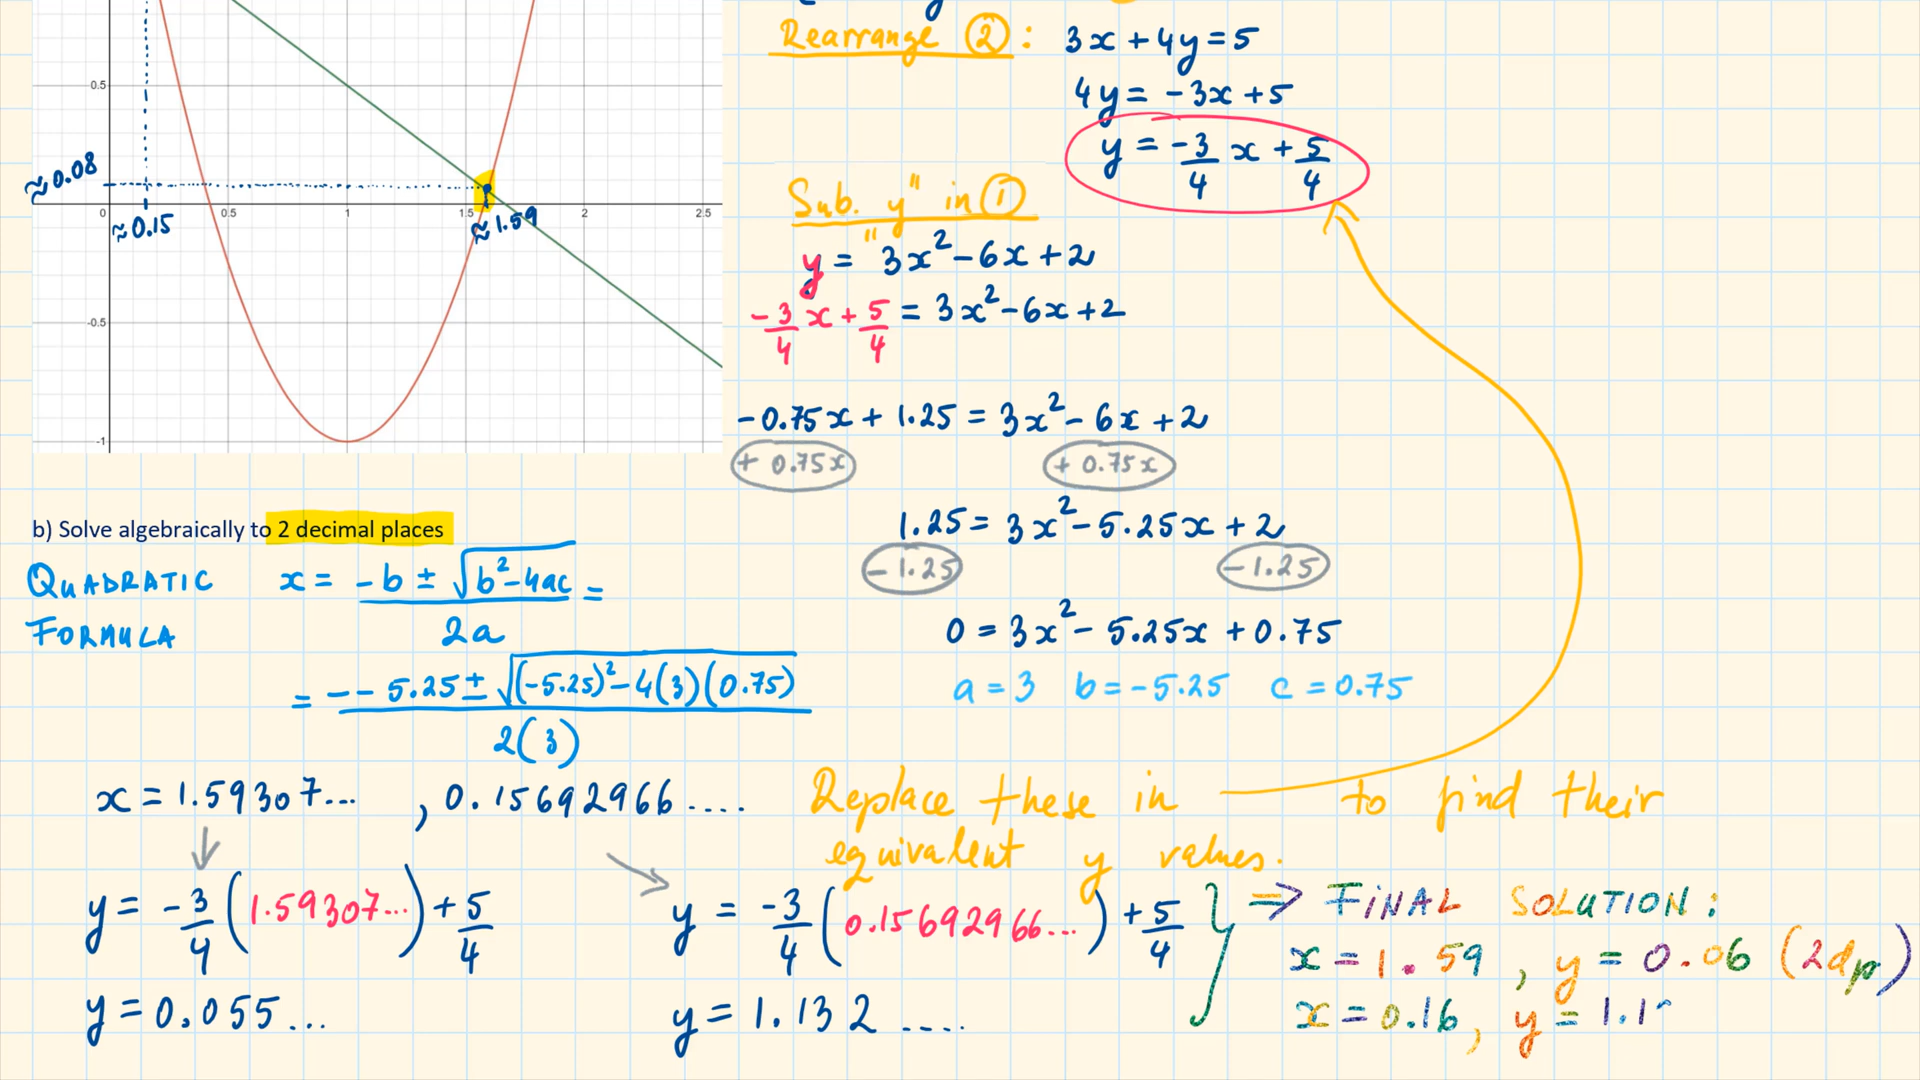 0.5
≈0.08
0 0.5 1 1.5 2 2.5
≈0.15
≈1.59
-0.5
-1
b) Solve algebraically to 2 decimal places
QUADRATIC FORMULA
x = -b ± √(b²-4ac) / 2a =
= --5.25 ± √((-5.25)²-4(3)(0.75)) / 2(3)
x = 1.59307... , 0.15692966....
y = -3/4 (1.59307...) + 5/4
y = 0.055...
Rearrange ②:
3x + 4y = 5
4y = -3x + 5
y = -3/4 x + 5/4
Sub. "y" in ①
y = 3x² - 6x + 2
-3/4 x + 5/4 = 3x² - 6x + 2
-0.75x + 1.25 = 3x² - 6x + 2
+ 0.75x + 0.75x
1.25 = 3x² - 5.25x + 2
- 1.25 - 1.25
0 = 3x² - 5.25x + 0.75
a = 3 b = -5.25 c = 0.75
Replace these in to find their
equivalent y values.
y = -3/4 (0.15692966...) + 5/4
y = 1.132 ....
⇒ FINAL SOLUTION:
x = 1.59 , y = 0.06 (2dp)
x = 0.16, y = 1.1